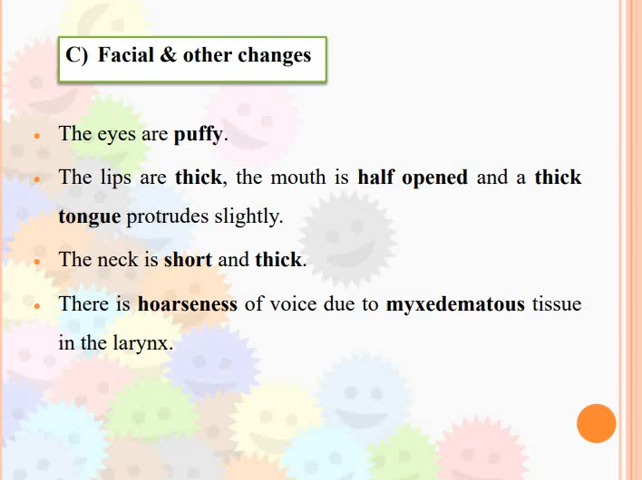 C) Facial & other changes
• The eyes are puffy.
• The lips are thick, the mouth is half opened and a thick
tongue protrudes slightly.
• The neck is short and thick.
• There is hoarseness of voice due to myxedematous tissue
in the larynx.